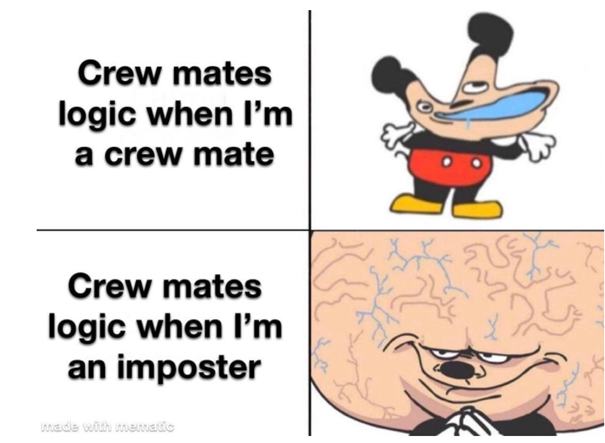 Crew mates
logic when I’m
a crew mate
Crew mates
logic when I’m
an imposter
made with mematic